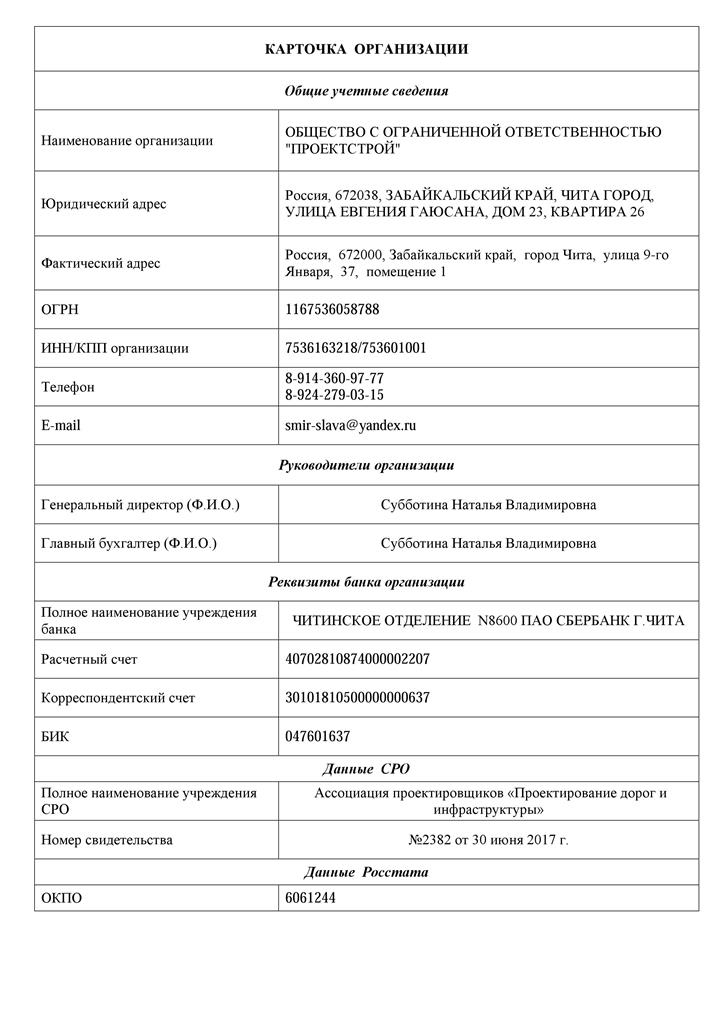 КАРТОЧКА ОРГАНИЗАЦИИ
Общие учетные сведения
Наименование организации
ОБЩЕСТВО С ОГРАНИЧЕННОЙ ОТВЕТСТВЕННОСТЬЮ
"ПРОЕКТСТРОЙ"
Юридический адрес
Россия, 672038, ЗАБАЙКАЛЬСКИЙ КРАЙ, ЧИТА ГОРОД,
УЛИЦА ЕВГЕНИЯ ГАЮСАНА, ДОМ 23, КВАРТИРА 26
Фактический адрес
Россия, 672000, Забайкальский край, город Чита, улица 9-го
Января, 37, помещение 1
ОГРН
1167536058788
ИНН/КПП организации
7536163218/753601001
Телефон
8-914-360-97-77
8-924-279-03-15
E-mail
smir-slava@yandex.ru
Руководители организации
Генеральный директор (Ф.И.О.)
Субботина Наталья Владимировна
Главный бухгалтер (Ф.И.О.)
Субботина Наталья Владимировна
Реквизиты банка организации
Полное наименование учреждения
банка
ЧИТИНСКОЕ ОТДЕЛЕНИЕ N8600 ПАО СБЕРБАНК Г.ЧИТА
Расчетный счет
40702810874000002207
Корреспондентский счет
30101810500000000637
БИК
047601637
Данные СРО
Полное наименование учреждения
СРО
Ассоциация проектировщиков «Проектирование дорог и
инфраструктуры»
Номер свидетельства
№2382 от 30 июня 2017 г.
Данные Росстата
ОКПО
6061244